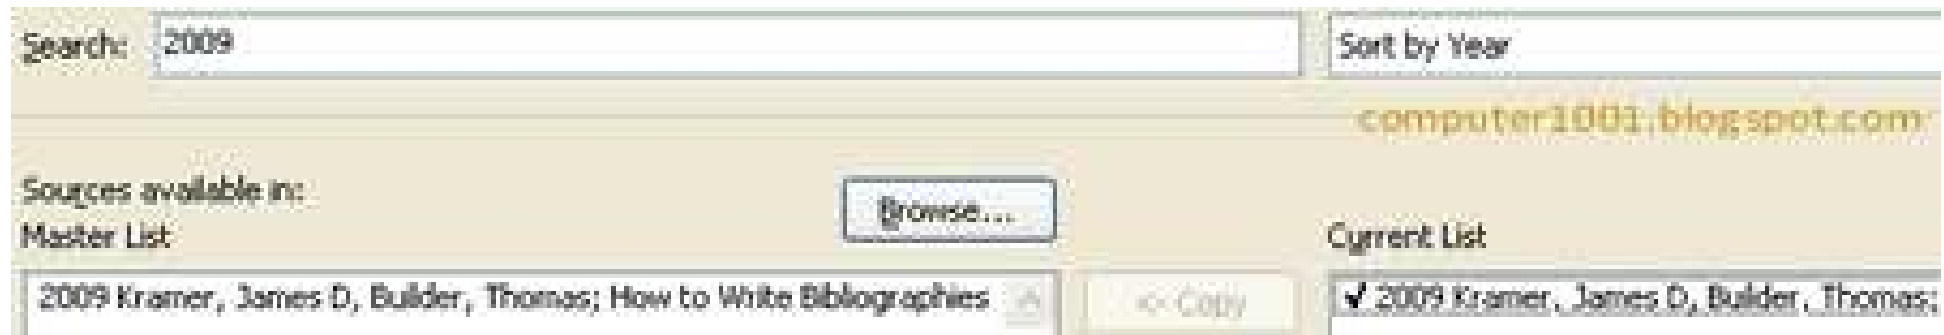 Search: 2009 Sort by Year
computer1001.blogspot.com
Sources available in:
Browse...
Master List Current List
2009 Kramer, James D, Builder, Thomas; How to Write Bibliographies <- Copy ✓ 2009 Kramer, James D, Builder, Thomas;